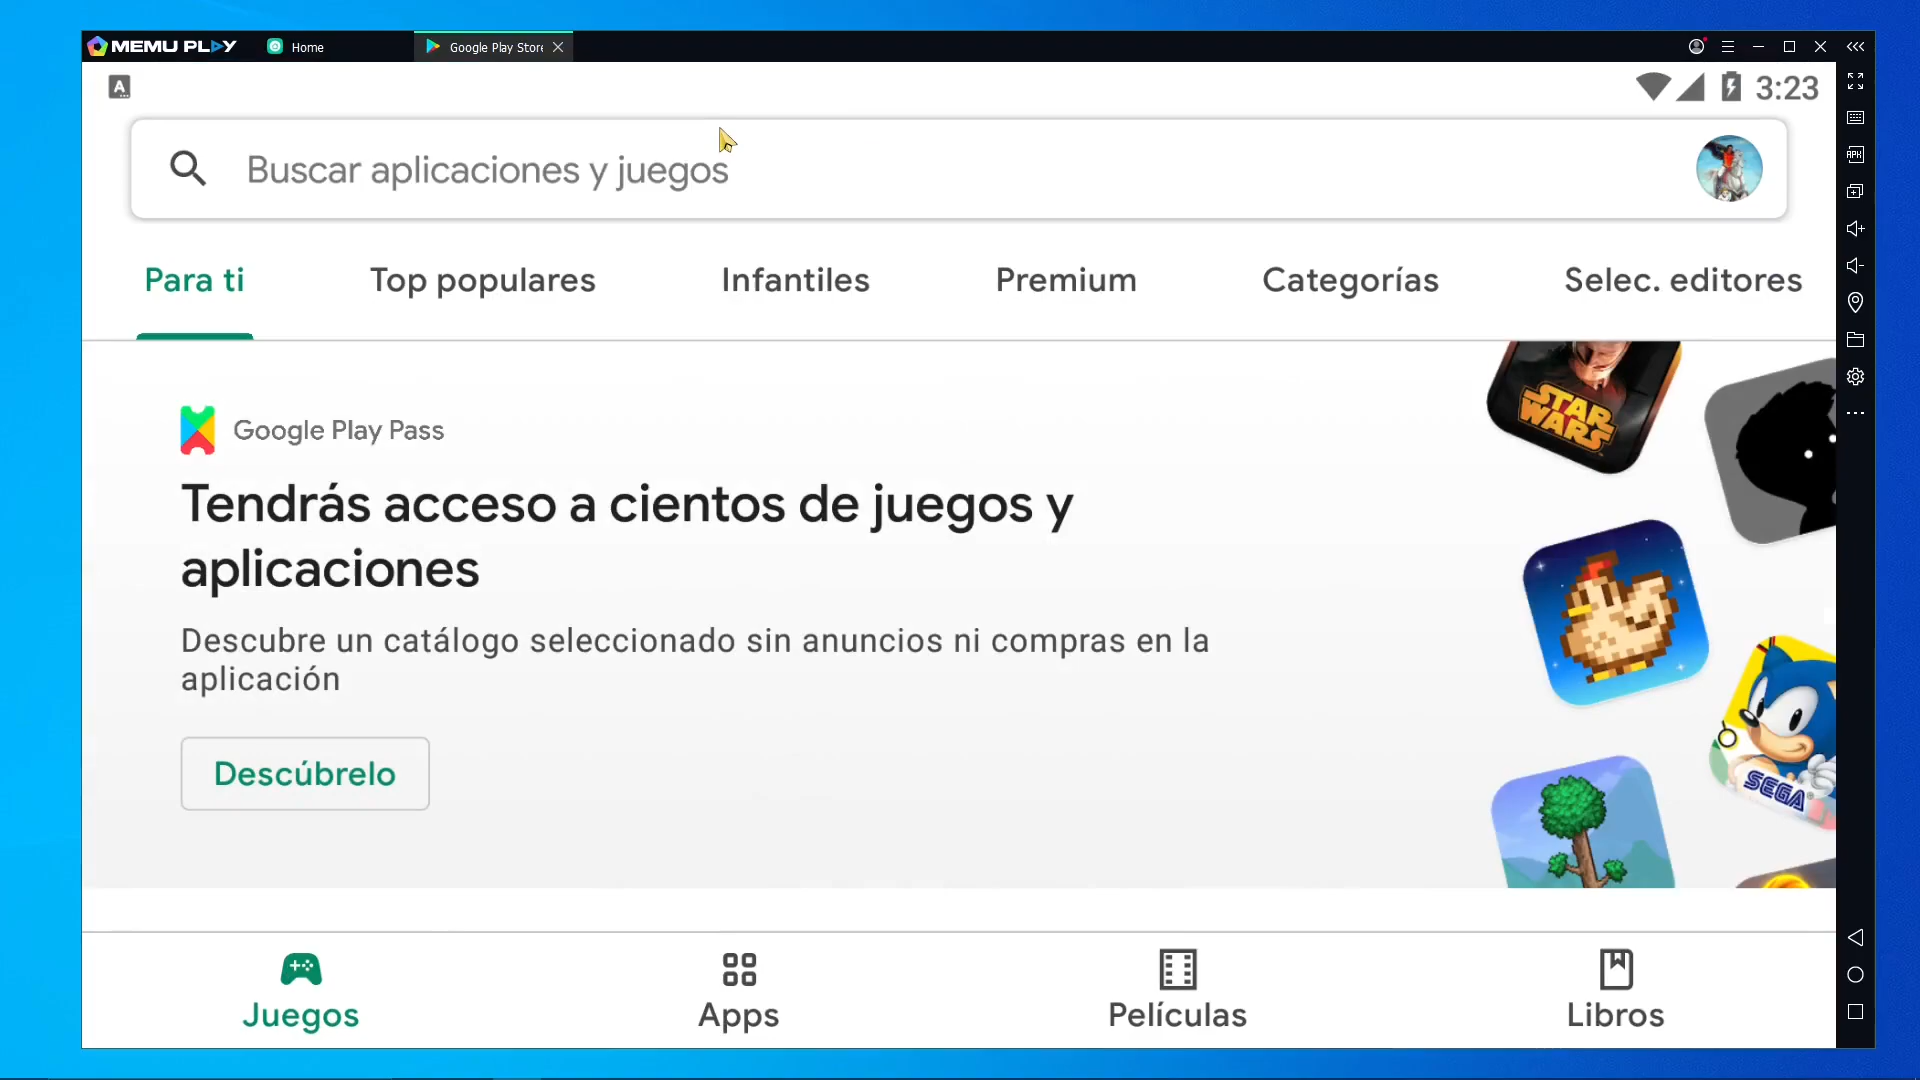 MEMU PLAY
Home
Google Play Store
A
3:23
Buscar aplicaciones y juegos
Para ti
Top populares
Infantiles
Premium
Categorías
Selec. editores
APK
Google Play Pass
Tendrás acceso a cientos de juegos y
aplicaciones
Descubre un catálogo seleccionado sin anuncios ni compras en la
aplicación
Descúbrelo
STAR
WARS
SEGA
Juegos
Apps
Películas
Libros